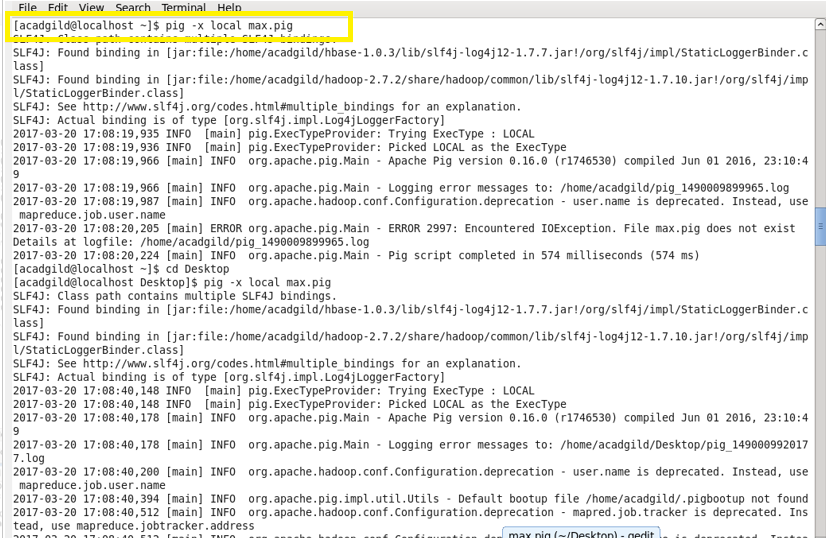 File Edit View Search Terminal Help
[acadgild@localhost ~]$ pig -x local max.pig
SLF4J: Class path contains multiple SLF4J bindings.
SLF4J: Found binding in [jar:file:/home/acadgild/hbase-1.0.3/lib/slf4j-log4j12-1.7.7.jar!/org/slf4j/impl/StaticLoggerBinder.c
lass]
SLF4J: Found binding in [jar:file:/home/acadgild/hadoop-2.7.2/share/hadoop/common/lib/slf4j-log4j12-1.7.10.jar!/org/slf4j/imp
l/StaticLoggerBinder.class]
SLF4J: See http://www.slf4j.org/codes.html#multiple_bindings for an explanation.
SLF4J: Actual binding is of type [org.slf4j.impl.Log4jLoggerFactory]
2017-03-20 17:08:19,935 INFO  [main] pig.ExecTypeProvider: Trying ExecType : LOCAL
2017-03-20 17:08:19,936 INFO  [main] pig.ExecTypeProvider: Picked LOCAL as the ExecType
2017-03-20 17:08:19,966 [main] INFO  org.apache.pig.Main - Apache Pig version 0.16.0 (r1746530) compiled Jun 01 2016, 23:10:4
9
2017-03-20 17:08:19,966 [main] INFO  org.apache.pig.Main - Logging error messages to: /home/acadgild/pig_1490009899965.log
2017-03-20 17:08:19,987 [main] INFO  org.apache.hadoop.conf.Configuration.deprecation - user.name is deprecated. Instead, use
 mapreduce.job.user.name
2017-03-20 17:08:20,205 [main] ERROR org.apache.pig.Main - ERROR 2997: Encountered IOException. File max.pig does not exist
Details at logfile: /home/acadgild/pig_1490009899965.log
2017-03-20 17:08:20,224 [main] INFO  org.apache.pig.Main - Pig script completed in 574 milliseconds (574 ms)
[acadgild@localhost ~]$ cd Desktop
[acadgild@localhost Desktop]$ pig -x local max.pig
SLF4J: Class path contains multiple SLF4J bindings.
SLF4J: Found binding in [jar:file:/home/acadgild/hbase-1.0.3/lib/slf4j-log4j12-1.7.7.jar!/org/slf4j/impl/StaticLoggerBinder.c
lass]
SLF4J: Found binding in [jar:file:/home/acadgild/hadoop-2.7.2/share/hadoop/common/lib/slf4j-log4j12-1.7.10.jar!/org/slf4j/imp
l/StaticLoggerBinder.class]
SLF4J: See http://www.slf4j.org/codes.html#multiple_bindings for an explanation.
SLF4J: Actual binding is of type [org.slf4j.impl.Log4jLoggerFactory]
2017-03-20 17:08:40,148 INFO  [main] pig.ExecTypeProvider: Trying ExecType : LOCAL
2017-03-20 17:08:40,148 INFO  [main] pig.ExecTypeProvider: Picked LOCAL as the ExecType
2017-03-20 17:08:40,178 [main] INFO  org.apache.pig.Main - Apache Pig version 0.16.0 (r1746530) compiled Jun 01 2016, 23:10:4
9
2017-03-20 17:08:40,178 [main] INFO  org.apache.pig.Main - Logging error messages to: /home/acadgild/Desktop/pig_149000992017
7.log
2017-03-20 17:08:40,200 [main] INFO  org.apache.hadoop.conf.Configuration.deprecation - user.name is deprecated. Instead, use
 mapreduce.job.user.name
2017-03-20 17:08:40,394 [main] INFO  org.apache.pig.impl.util.Utils - Default bootup file /home/acadgild/.pigbootup not found
2017-03-20 17:08:40,512 [main] INFO  org.apache.hadoop.conf.Configuration.deprecation - mapred.job.tracker is deprecated. Ins
tead, use mapreduce.jobtracker.address
max.pig (~/Desktop) - gedit